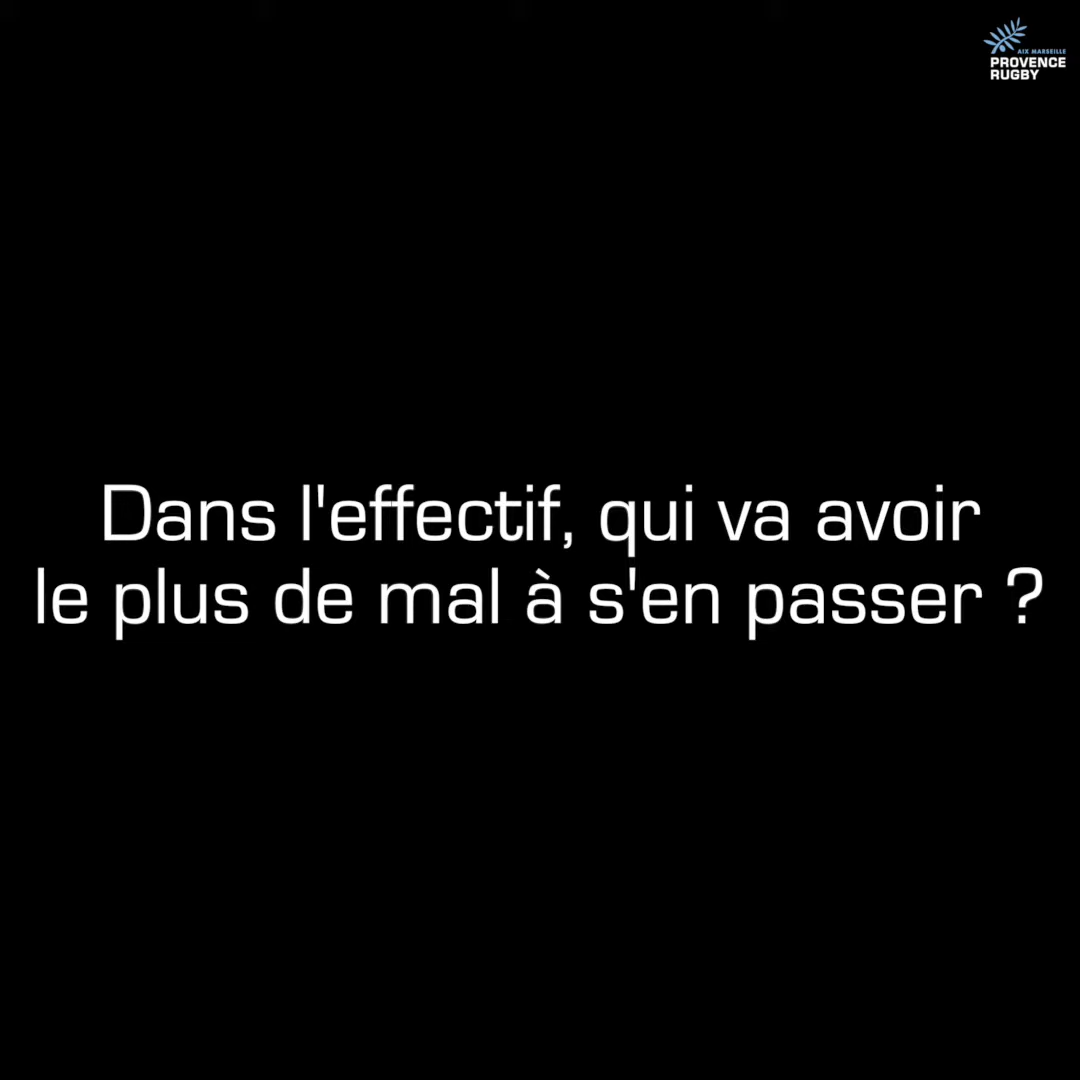 AIX MARSEILLE
PROVENCE
RUGBY
Dans l'effectif, qui va avoir
le plus de mal à s'en passer ?